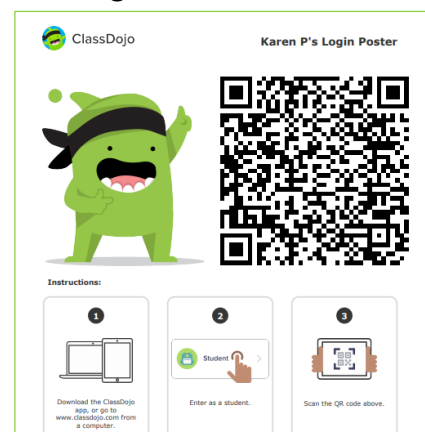 ClassDojo
Karen P's Login Poster
Instructions:
1
Download the ClassDojo
app, or go to
www.classdojo.com from
a computer.
2
Student
Enter as a student.
3
Scan the QR code above.